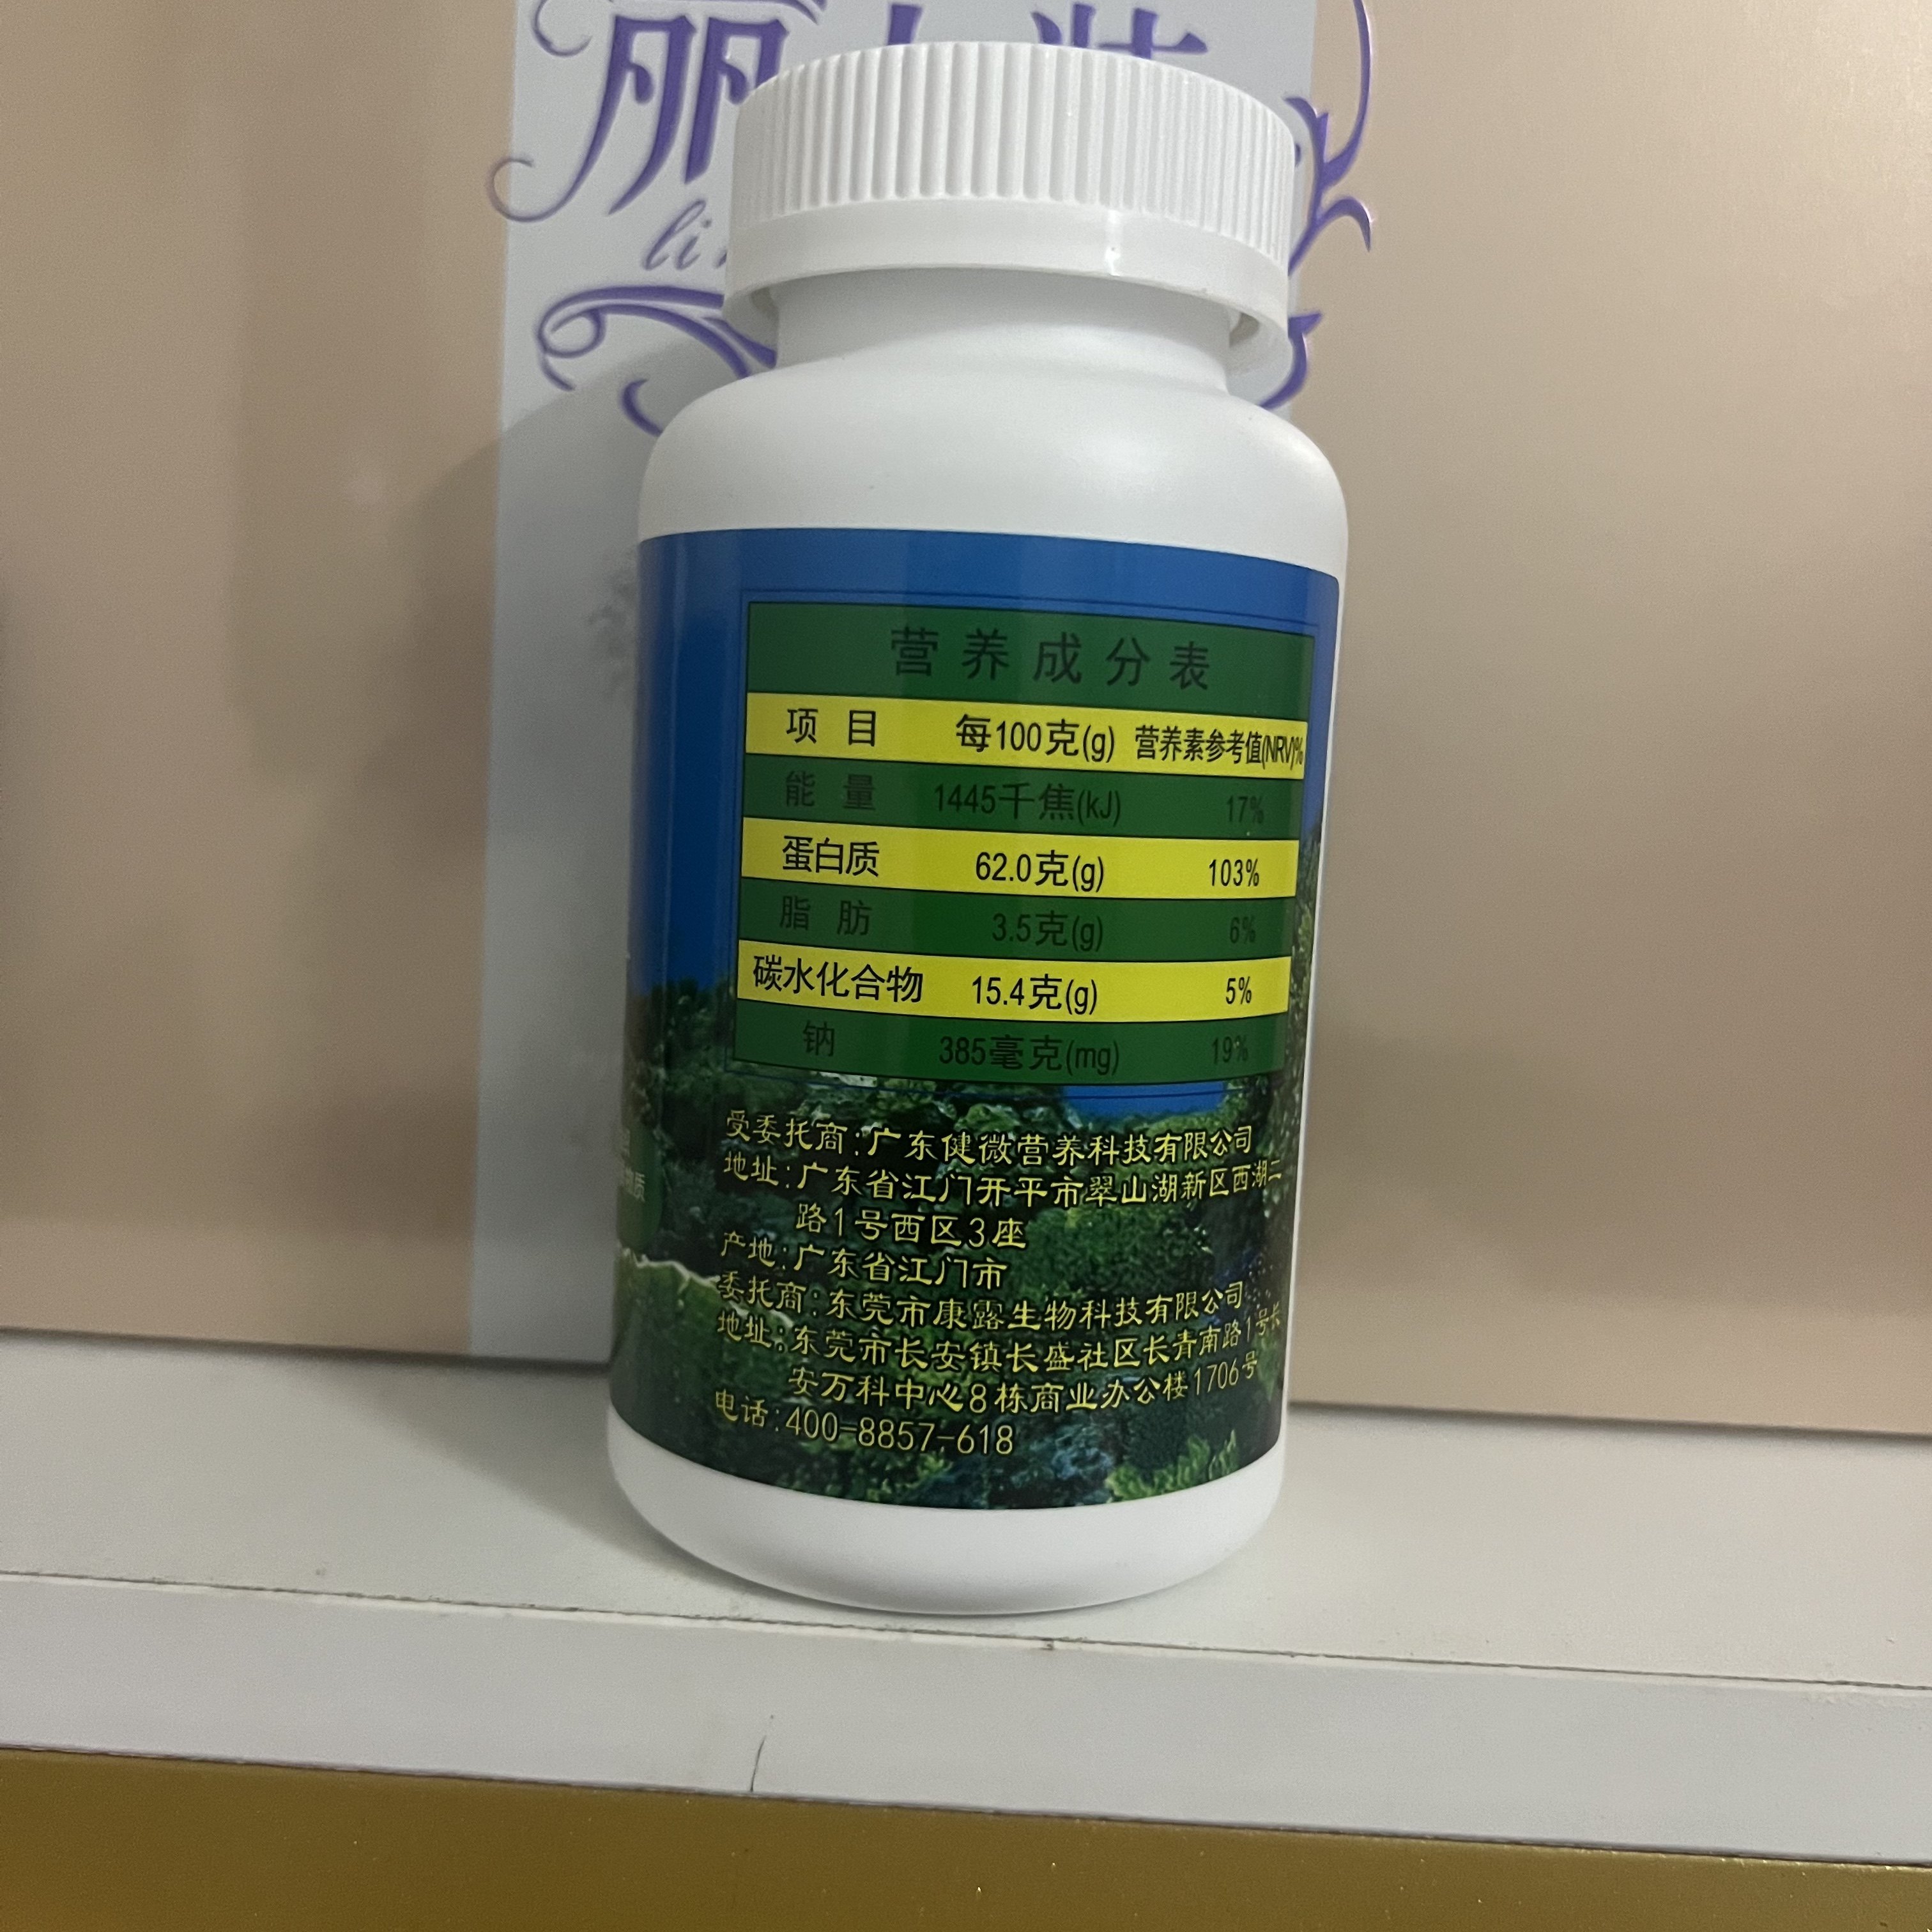 丽
li
营养成分表
项目 每100克(g) 营养素参考值(NRV)%
能量 1445千焦(kJ) 17%
蛋白质 62.0克(g) 103%
脂肪 3.5克(g) 6%
碳水化合物 15.4克(g) 5%
钠 385毫克(mg) 19%
受委托商:广东健微营养科技有限公司
地址:广东省江门开平市翠山湖新区西湖二
路1号西区3座
产地:广东省江门市
委托商:东莞市康露生物科技有限公司
地址:东莞市长安镇长盛社区长青南路1号长
安万科中心8栋商业办公楼1706号
电话:400-8857-618